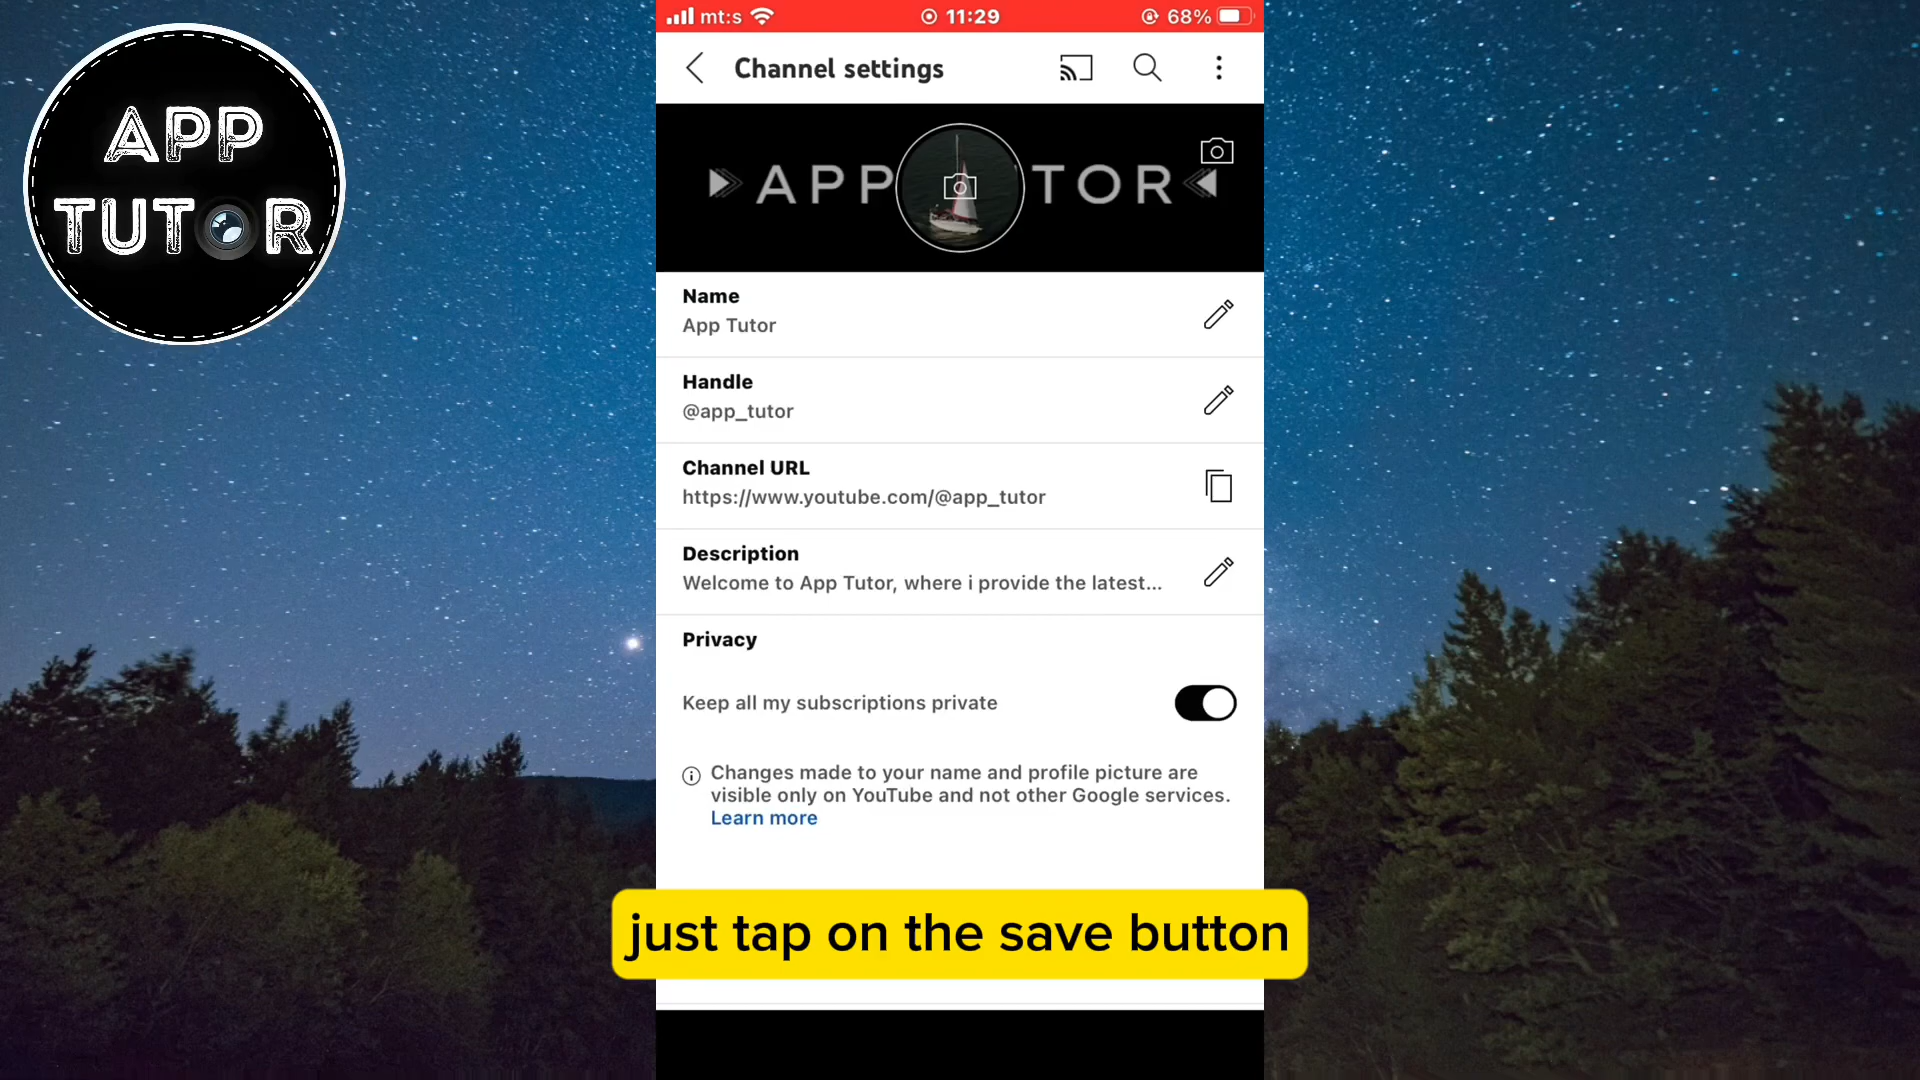 APP
TUTOR
mt:s 11:29 68%
Channel settings
APP TOR
Name
App Tutor
Handle
@app_tutor
Channel URL
https://www.youtube.com/@app_tutor
Description
Welcome to App Tutor, where i provide the latest...
Privacy
Keep all my subscriptions private
Changes made to your name and profile picture are
visible only on YouTube and not other Google services.
Learn more
just tap on the save button